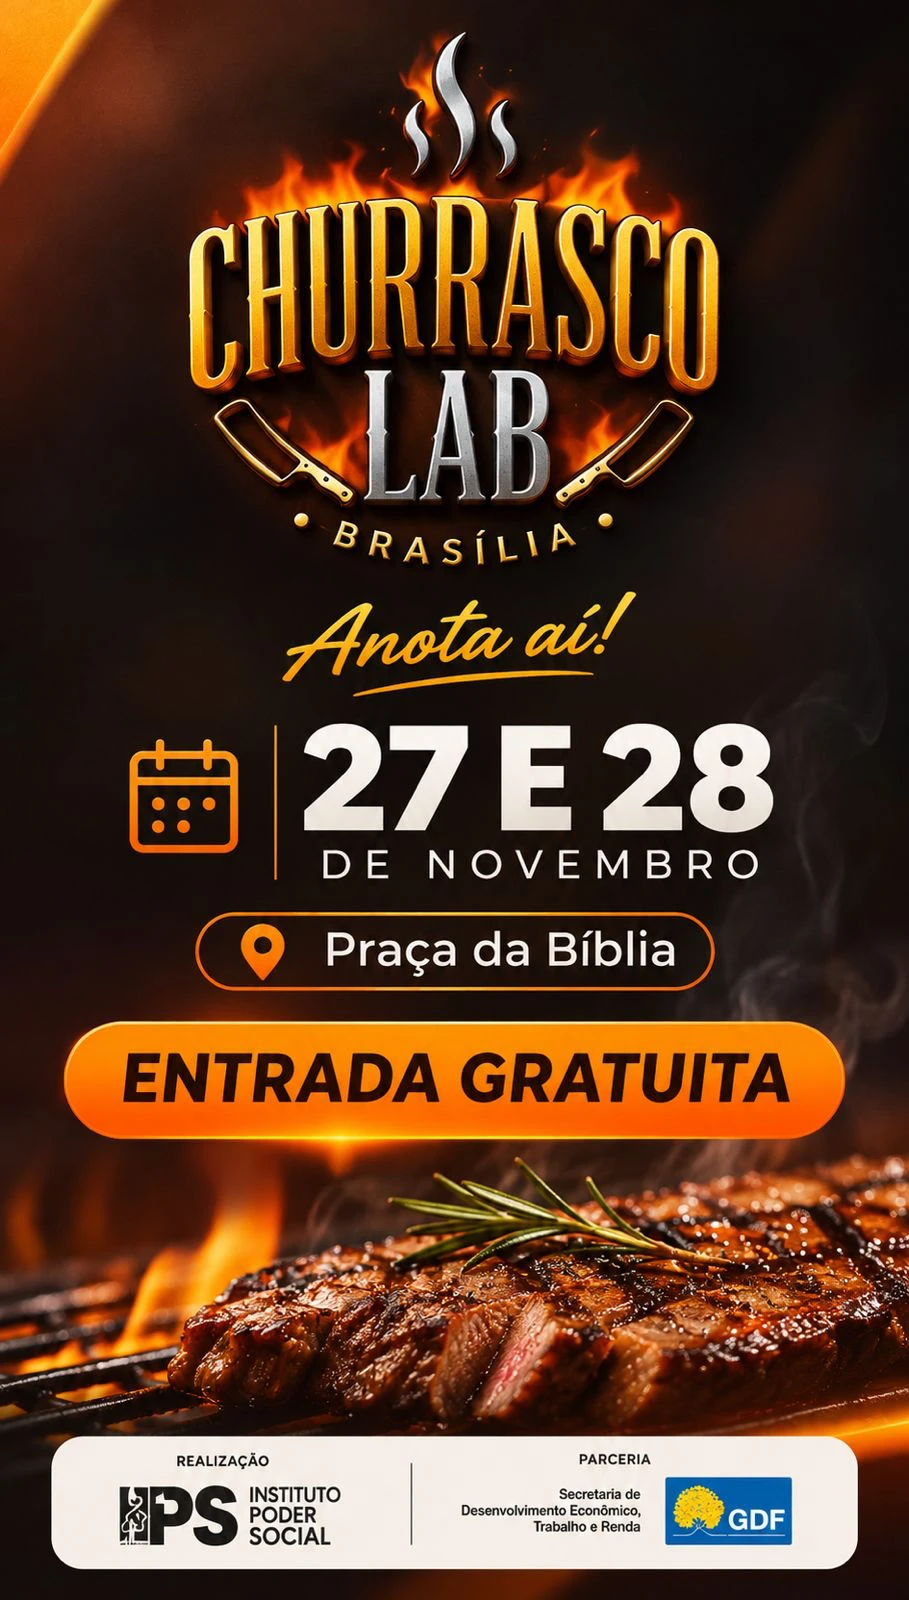 CHURRASCO
LAB
• BRASÍLIA •
Anota aí!
27 E 28
DE NOVEMBRO
Praça da Bíblia
ENTRADA GRATUITA
REALIZAÇÃO
IPS INSTITUTO
PODER
SOCIAL
PARCERIA
Secretaria de
Desenvolvimento Econômico,
Trabalho e Renda
GDF